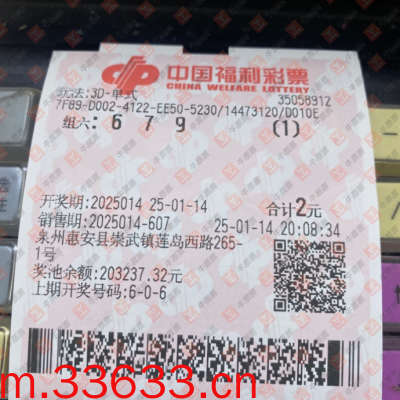 中国福利彩票
CHINA WELFARE LOTTERY
玩法:3D-单式
35058912
7F89-D002-4122-EE50-5230/14473120/D010E
组六: 6 7 9 (1)
开奖期:2025014 25-01-14 合计2元
销售期:2025014-607 25-01-14 20:08:34
泉州惠安县崇武镇莲岛西路265-
1号
奖池余额:203237.32元
上期开奖号码:6-0-6
m.33633.cn